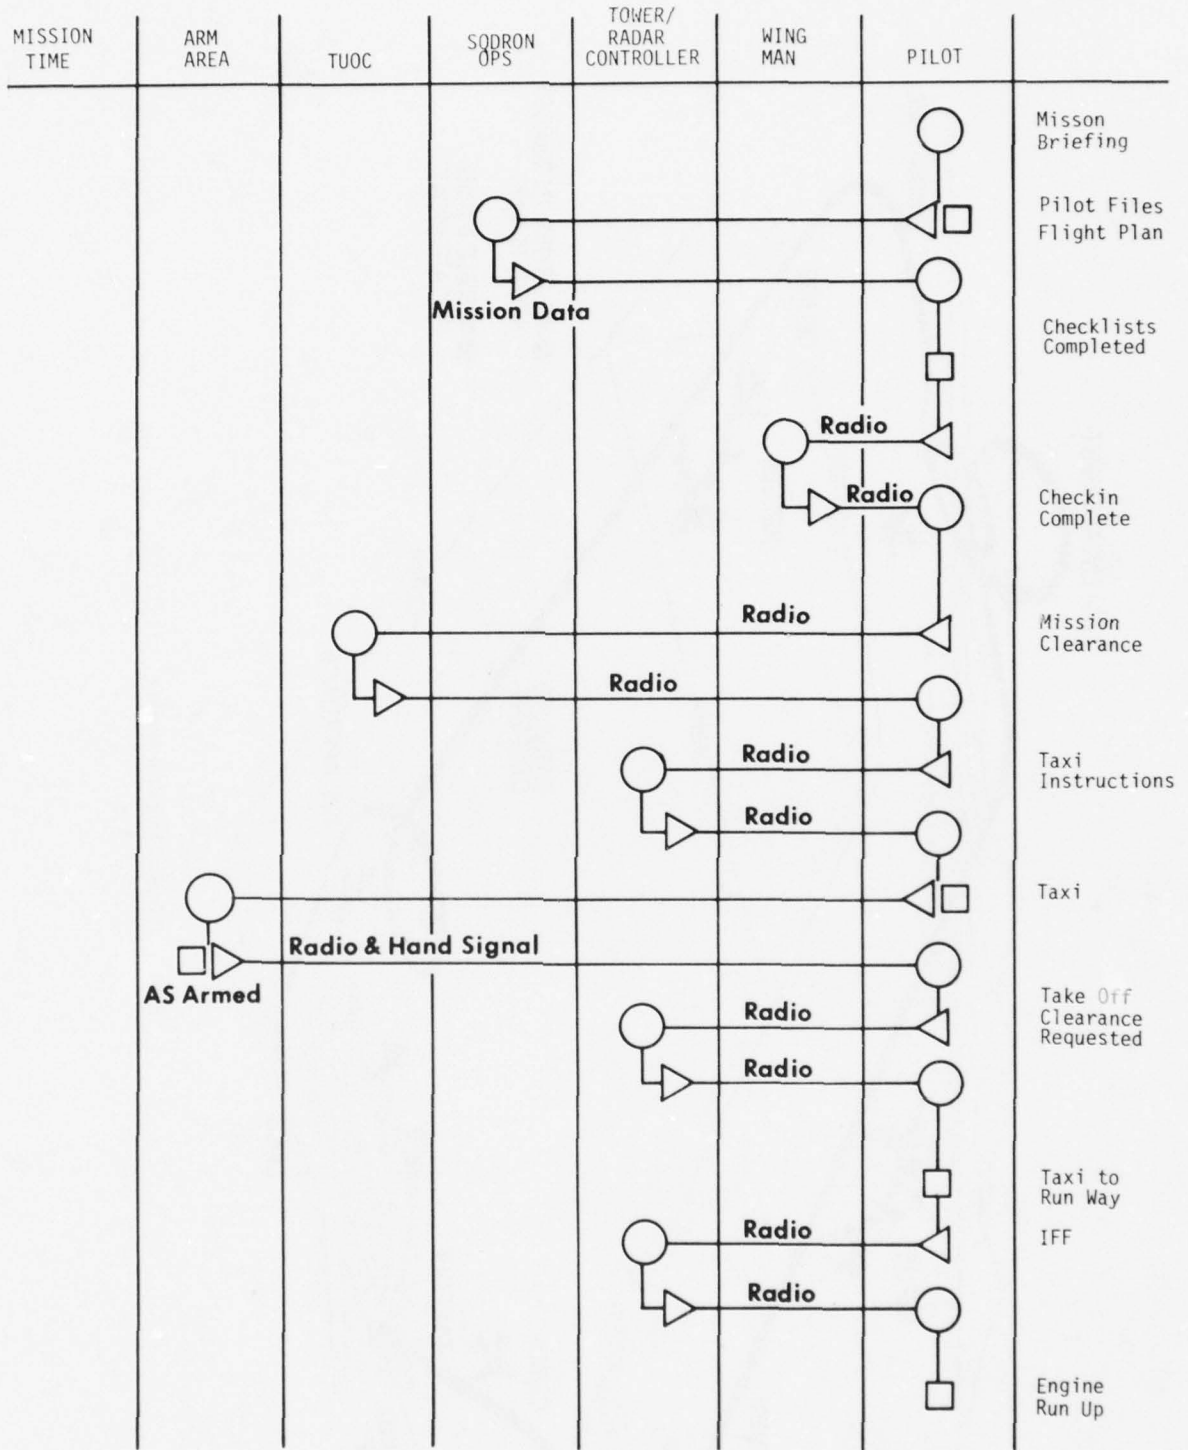 MISSION
TIME
ARM
AREA
TUOC
SQDRON
OPS
TOWER/
RADAR
CONTROLLER
WING
MAN
PILOT
Misson
Briefing
Pilot Files
Flight Plan
Mission Data
Checklists
Completed
Radio
Radio
Checkin
Complete
Radio
Mission
Clearance
Radio
Radio
Taxi
Instructions
Radio
Taxi
Radio & Hand Signal
AS Armed
Radio
Take Off
Clearance
Requested
Radio
Taxi to
Run Way
Radio
IFF
Radio
Engine
Run Up